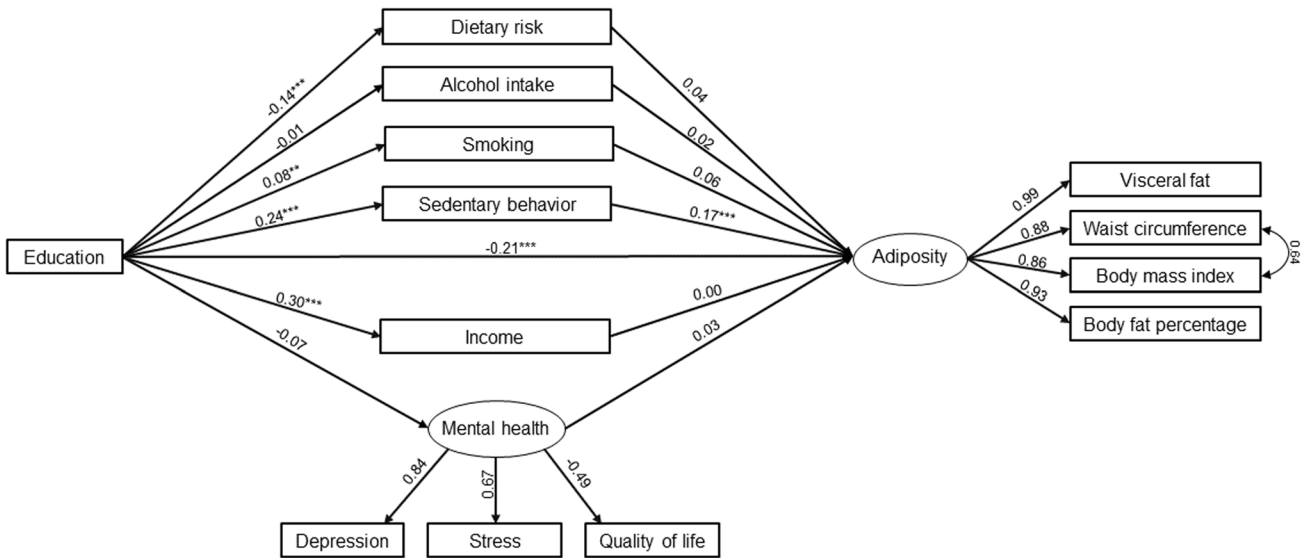 Dietary risk
Alcohol intake
Smoking
Sedentary behavior
Education
Income
Mental health
Depression
Stress
Quality of life
Adiposity
Visceral fat
Waist circumference
Body mass index
Body fat percentage
-0.14***
-0.01
0.08**
0.24***
-0.21***
0.30***
-0.07
0.04
0.02
0.06
0.17***
0.00
0.03
0.84
0.67
-0.49
0.99
0.88
0.86
0.93
0.64